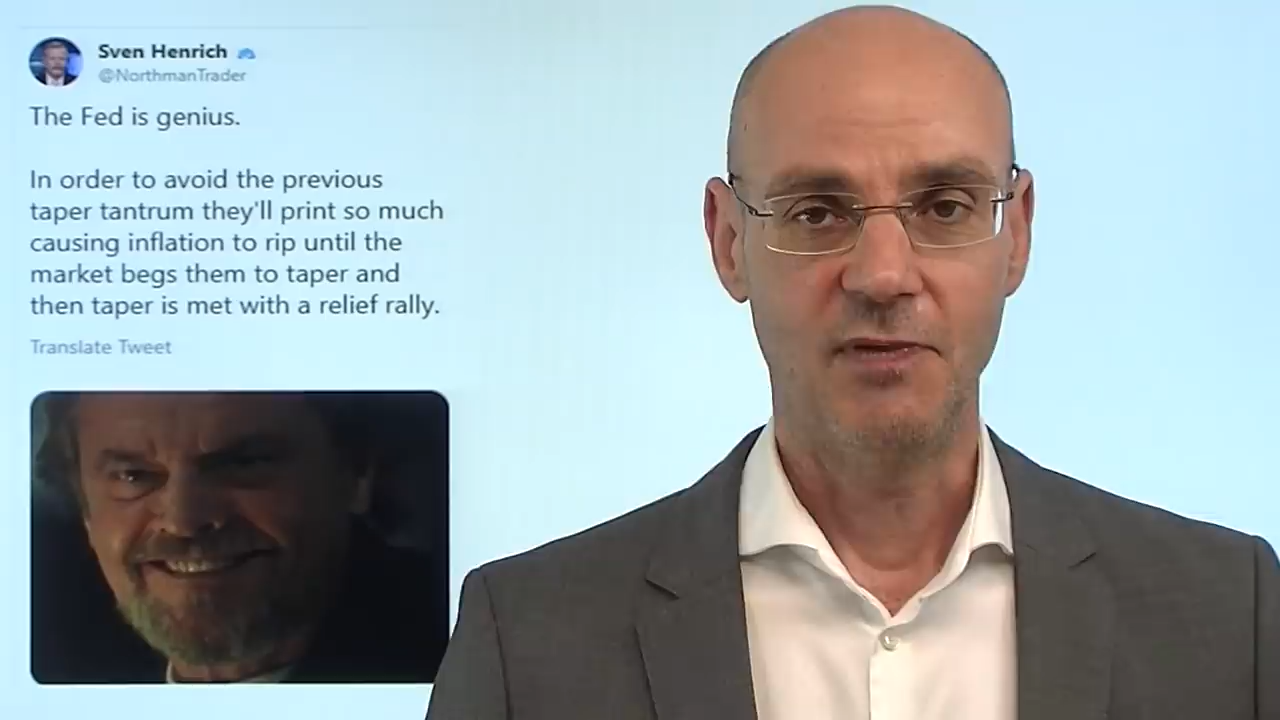 Sven Henrich
@NorthmanTrader
The Fed is genius.
In order to avoid the previous
taper tantrum they'll print so much
causing inflation to rip until the
market begs them to taper and
then taper is met with a relief rally.
Translate Tweet